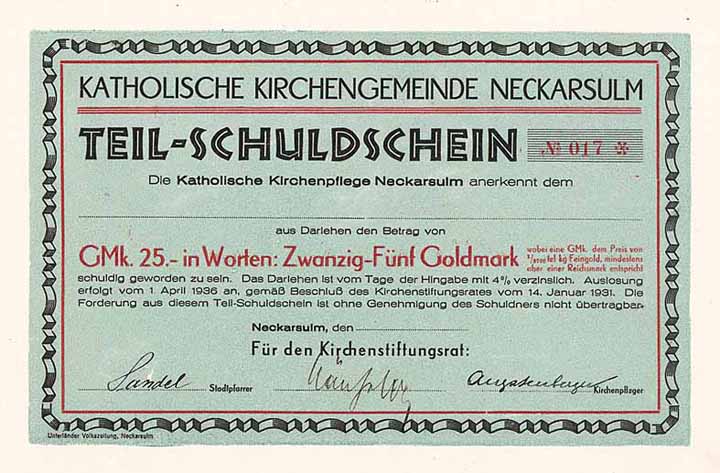 KATHOLISCHE KIRCHENGEMEINDE NECKARSULM
TEIL-SCHULDSCHEIN № 017 ✻
Die Katholische Kirchenpflege Neckarsulm anerkennt dem
aus Darlehen den Betrag von
GMk. 25.- in Worten: Zwanzig-Fünf Goldmark wobei eine GMk. dem Preis von
1/2790 tel kg Feingold, mindestens
aber einer Reichsmark entspricht
schuldig geworden zu sein. Das Darlehen ist vom Tage der Hingabe mit 4% verzinslich. Auslosung
erfolgt vom 1. April 1936 an, gemäß Beschluß des Kirchenstiftungsrates vom 14. Januar 1931. Die
Forderung aus diesem Teil-Schuldschein ist ohne Genehmigung des Schuldners nicht übertragbar.
Neckarsulm, den
Für den Kirchenstiftungsrat:
Sandel Stadtpfarrer Kirchenpfleger
Unterländer Volkszeitung, Neckarsulm